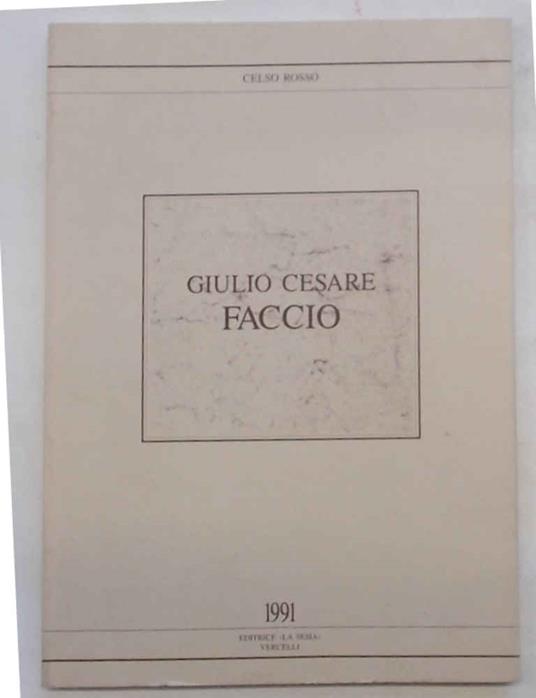 CELSO ROSSO
GIULIO CESARE
FACCIO
1991
EDITRICE «LA SESIA»
VERCELLI